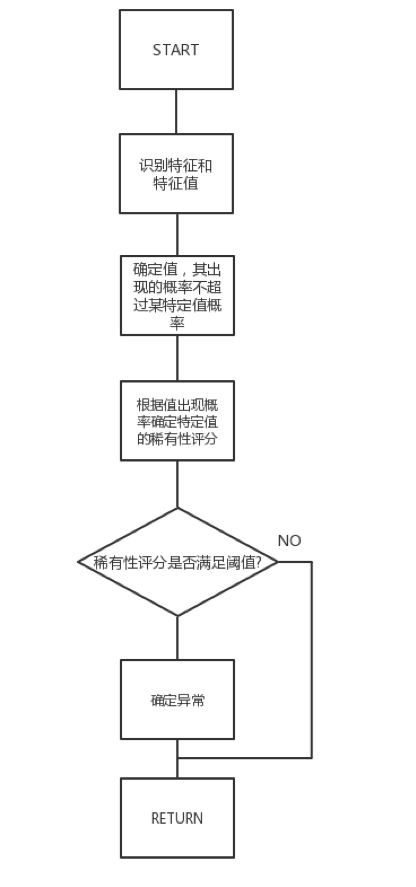 START
识别特征和
特征值
确定值，其出
现的概率不超
过某特定值概
率
根据值出现概
率确定特定值
的稀有性评分
稀有性评分是否满足阈值?
NO
确定异常
RETURN